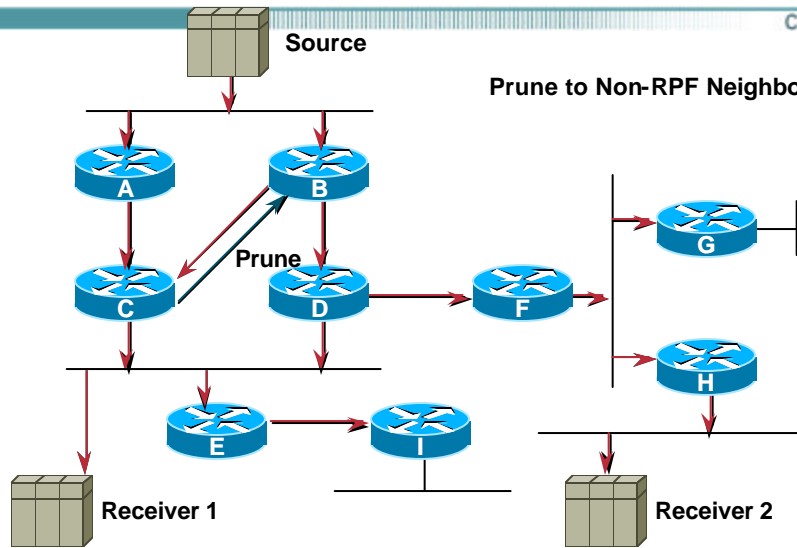 C
Source
Prune to Non-RPF Neighbo
A
B
G
Prune
C
D
F
H
E
I
Receiver 1
Receiver 2